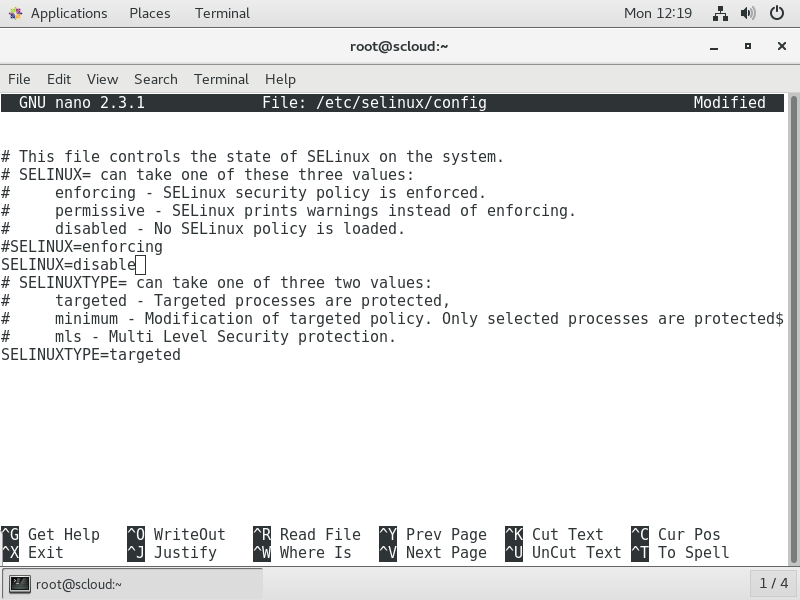 Applications Places Terminal Mon 12:19
root@scloud:~
File Edit View Search Terminal Help
GNU nano 2.3.1 File: /etc/selinux/config Modified
# This file controls the state of SELinux on the system.
# SELINUX= can take one of these three values:
#     enforcing - SELinux security policy is enforced.
#     permissive - SELinux prints warnings instead of enforcing.
#     disabled - No SELinux policy is loaded.
#SELINUX=enforcing
SELINUX=disable
# SELINUXTYPE= can take one of three two values:
#     targeted - Targeted processes are protected,
#     minimum - Modification of targeted policy. Only selected processes are protected$
#     mls - Multi Level Security protection.
SELINUXTYPE=targeted
^G Get Help ^O WriteOut ^R Read File ^Y Prev Page ^K Cut Text ^C Cur Pos
^X Exit ^J Justify ^W Where Is ^V Next Page ^U UnCut Text ^T To Spell
root@scloud:~ 1 / 4